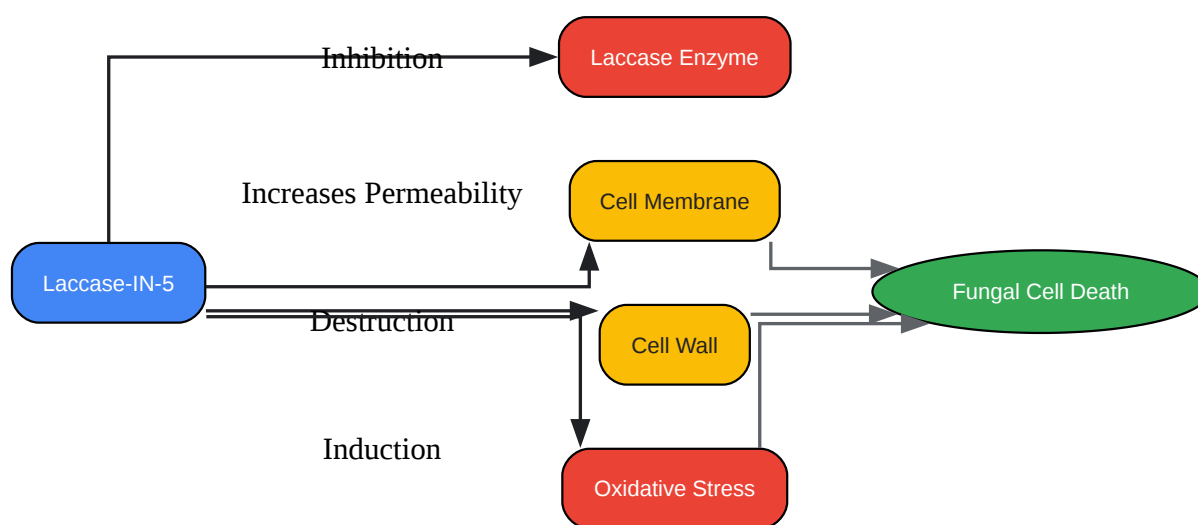 Inhibition
Laccase Enzyme
Increases Permeability
Cell Membrane
Laccase-IN-5
Fungal Cell Death
Destruction
Cell Wall
Induction
Oxidative Stress